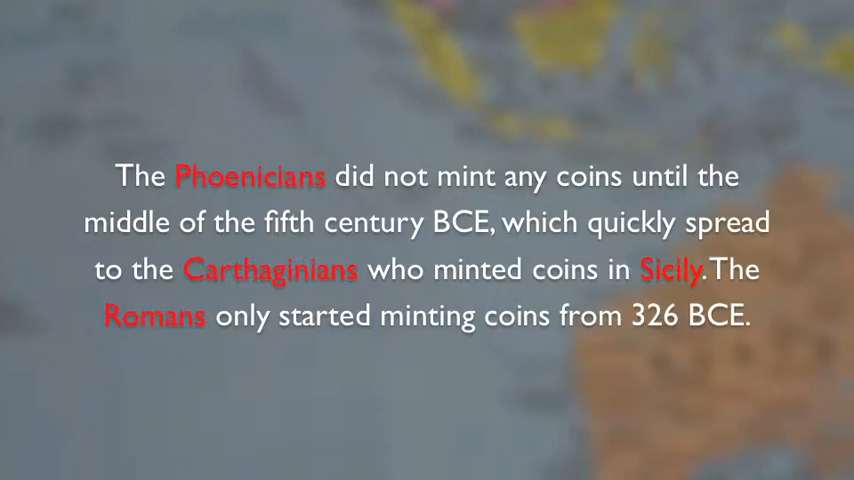 The Phoenicians did not mint any coins until the
middle of the fifth century BCE, which quickly spread
to the Carthaginians who minted coins in Sicily. The
Romans only started minting coins from 326 BCE.